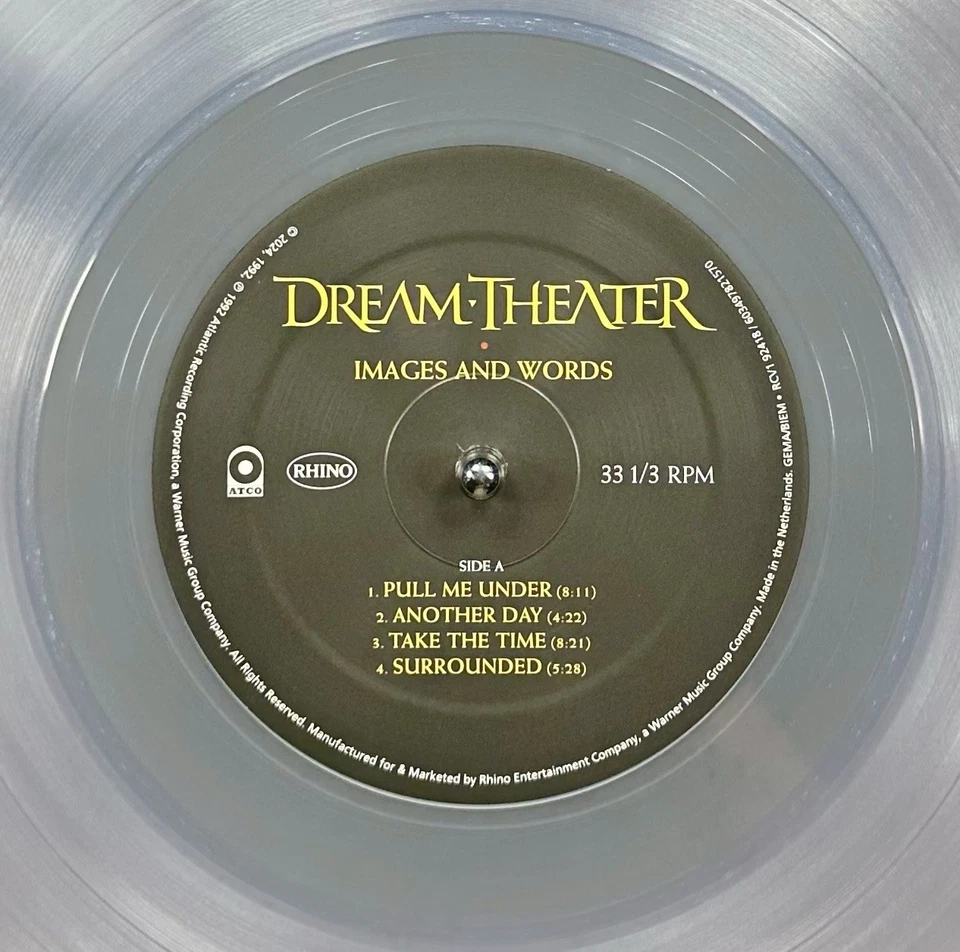 DREAM·THEATER
IMAGES AND WORDS
ATCO
RHINO
33 1/3 RPM
SIDE A
1. PULL ME UNDER (8:11)
2. ANOTHER DAY (4:22)
3. TAKE THE TIME (8:21)
4. SURROUNDED (5:28)
© 2024, 1992, ℗ 1992 Atlantic Recording Corporation, a Warner Music Group Company. All Rights Reserved. Manufactured for & Marketed by Rhino Entertainment Company, a Warner Music Group Company. Made in the Netherlands. GEMA/BIEM • RCV1 92418 / 603497821570